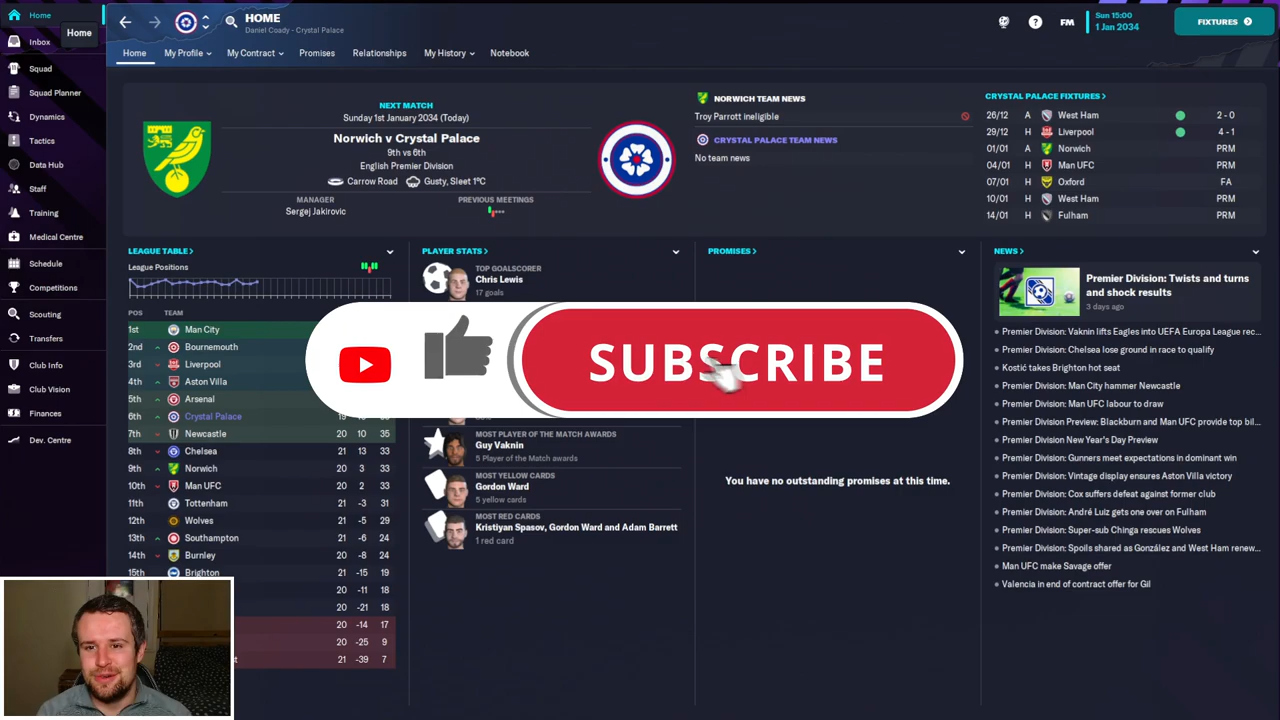 Home
Inbox
Home
Squad
Squad Planner
Dynamics
Tactics
Data Hub
Staff
Training
Medical Centre
Schedule
Competitions
Scouting
Transfers
Club Info
Club Vision
Finances
Dev. Centre
HOME
Daniel Coady - Crystal Palace
FM
Sun 15:00
1 Jan 2034
FIXTURES
Home
My Profile
My Contract
Promises
Relationships
My History
Notebook
NEXT MATCH
Sunday 1st January 2034 (Today)
Norwich v Crystal Palace
9th vs 6th
English Premier Division
Carrow Road Gusty, Sleet 1°C
MANAGER
Sergej Jakirovic
PREVIOUS MEETINGS
NORWICH TEAM NEWS
Troy Parrott ineligible
CRYSTAL PALACE TEAM NEWS
No team news
CRYSTAL PALACE FIXTURES >
26/12 A West Ham 2 - 0
29/12 H Liverpool 4 - 1
01/01 A Norwich PRM
04/01 H Man UFC PRM
07/01 H Oxford FA
10/01 H West Ham PRM
14/01 H Fulham PRM
LEAGUE TABLE >
League Positions
POS TEAM
1st Man City
2nd Bournemouth
3rd Liverpool
4th Aston Villa
5th Arsenal
6th Crystal Palace
7th Newcastle 20 10 35
8th Chelsea 21 13 33
9th Norwich 20 3 33
10th Man UFC 20 2 33
11th Tottenham 21 -3 31
12th Wolves 21 -5 29
13th Southampton 21 -6 24
14th Burnley 20 -8 24
15th Brighton 21 -15 19
20 -11 18
20 -21 18
20 -14 17
20 -25 9
21 -39 7
PLAYER STATS >
TOP GOALSCORER
Chris Lewis
17 goals
MOST PLAYER OF THE MATCH AWARDS
Guy Vaknin
5 Player of the Match awards
MOST YELLOW CARDS
Gordon Ward
5 yellow cards
MOST RED CARDS
Kristiyan Spasov, Gordon Ward and Adam Barrett
1 red card
PROMISES >
You have no outstanding promises at this time.
SUBSCRIBE
NEWS >
Premier Division: Twists and turns
and shock results
3 days ago
Premier Division: Vaknin lifts Eagles into UEFA Europa League rec...
Premier Division: Chelsea lose ground in race to qualify
Kostić takes Brighton hot seat
Premier Division: Man City hammer Newcastle
Premier Division: Man UFC labour to draw
Premier Division Preview: Blackburn and Man UFC provide top bil...
Premier Division New Year's Day Preview
Premier Division: Gunners meet expectations in dominant win
Premier Division: Vintage display ensures Aston Villa victory
Premier Division: Cox suffers defeat against former club
Premier Division: André Luiz gets one over on Fulham
Premier Division: Super-sub Chinga rescues Wolves
Premier Division: Spoils shared as González and West Ham renew...
Man UFC make Savage offer
Valencia in end of contract offer for Gil